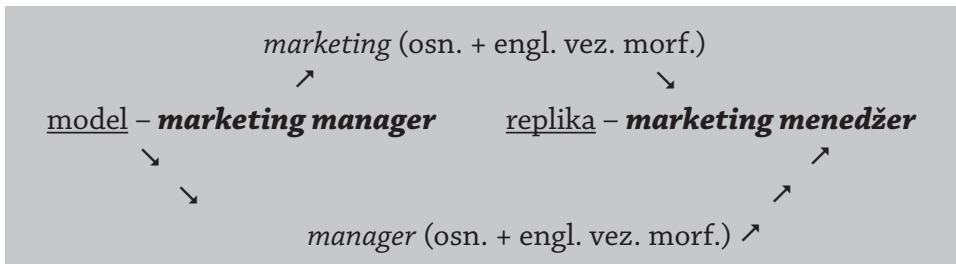 marketing (osn. + engl. vez. morf.)
↗ ↘
model – marketing manager replika – marketing menedžer
↘ ↗
↘ ↗
manager (osn. + engl. vez. morf.) ↗